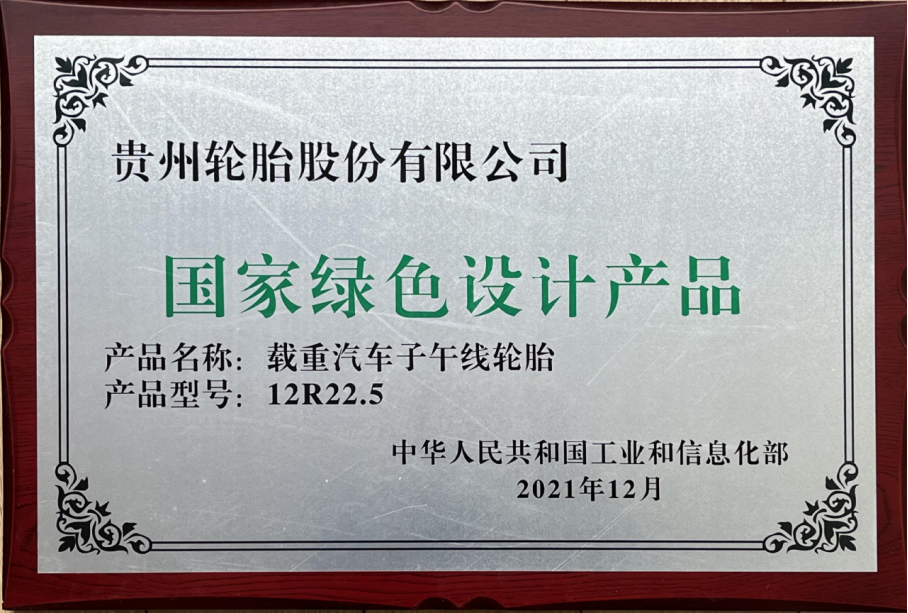 贵州轮胎股份有限公司
国家绿色设计产品
产品名称：载重汽车子午线轮胎
产品型号：12R22.5
中华人民共和国工业和信息化部
2021年12月